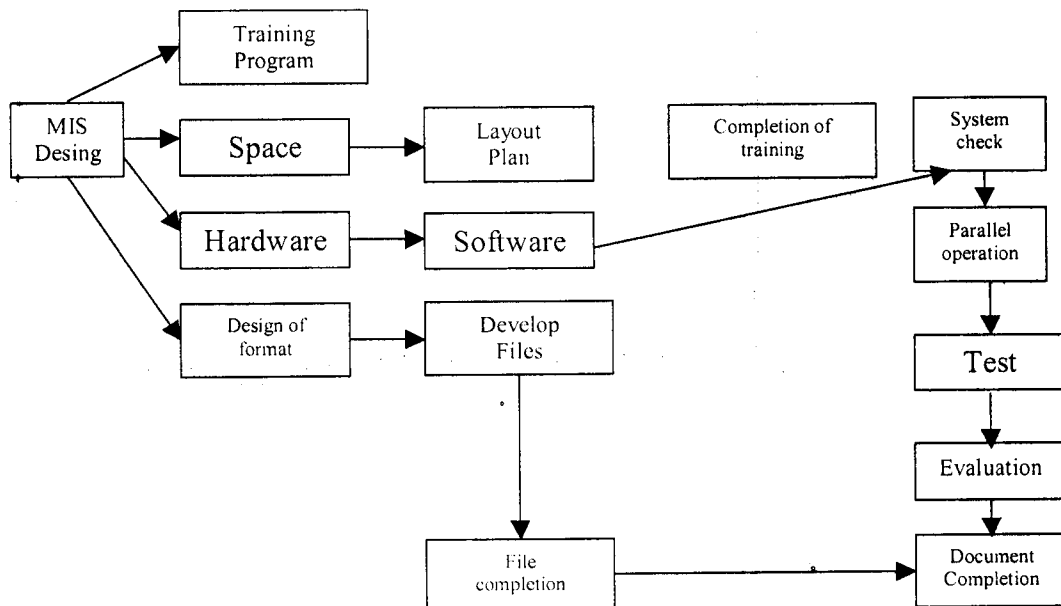 Training
Program
MIS
Desing
Space
Layout
Plan
Completion of
training
System
check
Hardware
Software
Parallel
operation
Design of
format
Develop
Files
Test
Evaluation
File
completion
Document
Completion